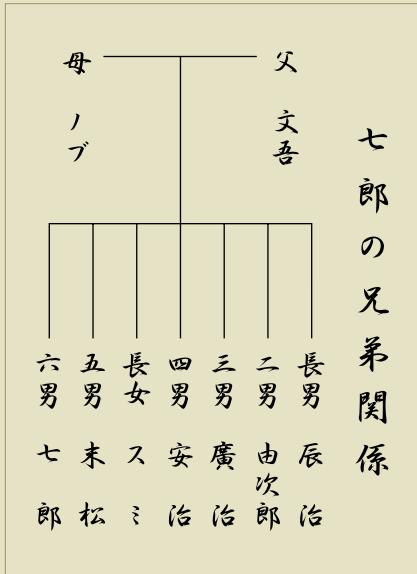 七郎の兄弟関係
父 文吾
母 ノブ
長男 辰治
二男 由次郎
三男 廣治
四男 安治
長女 スミ
五男 末松
六男 七郎